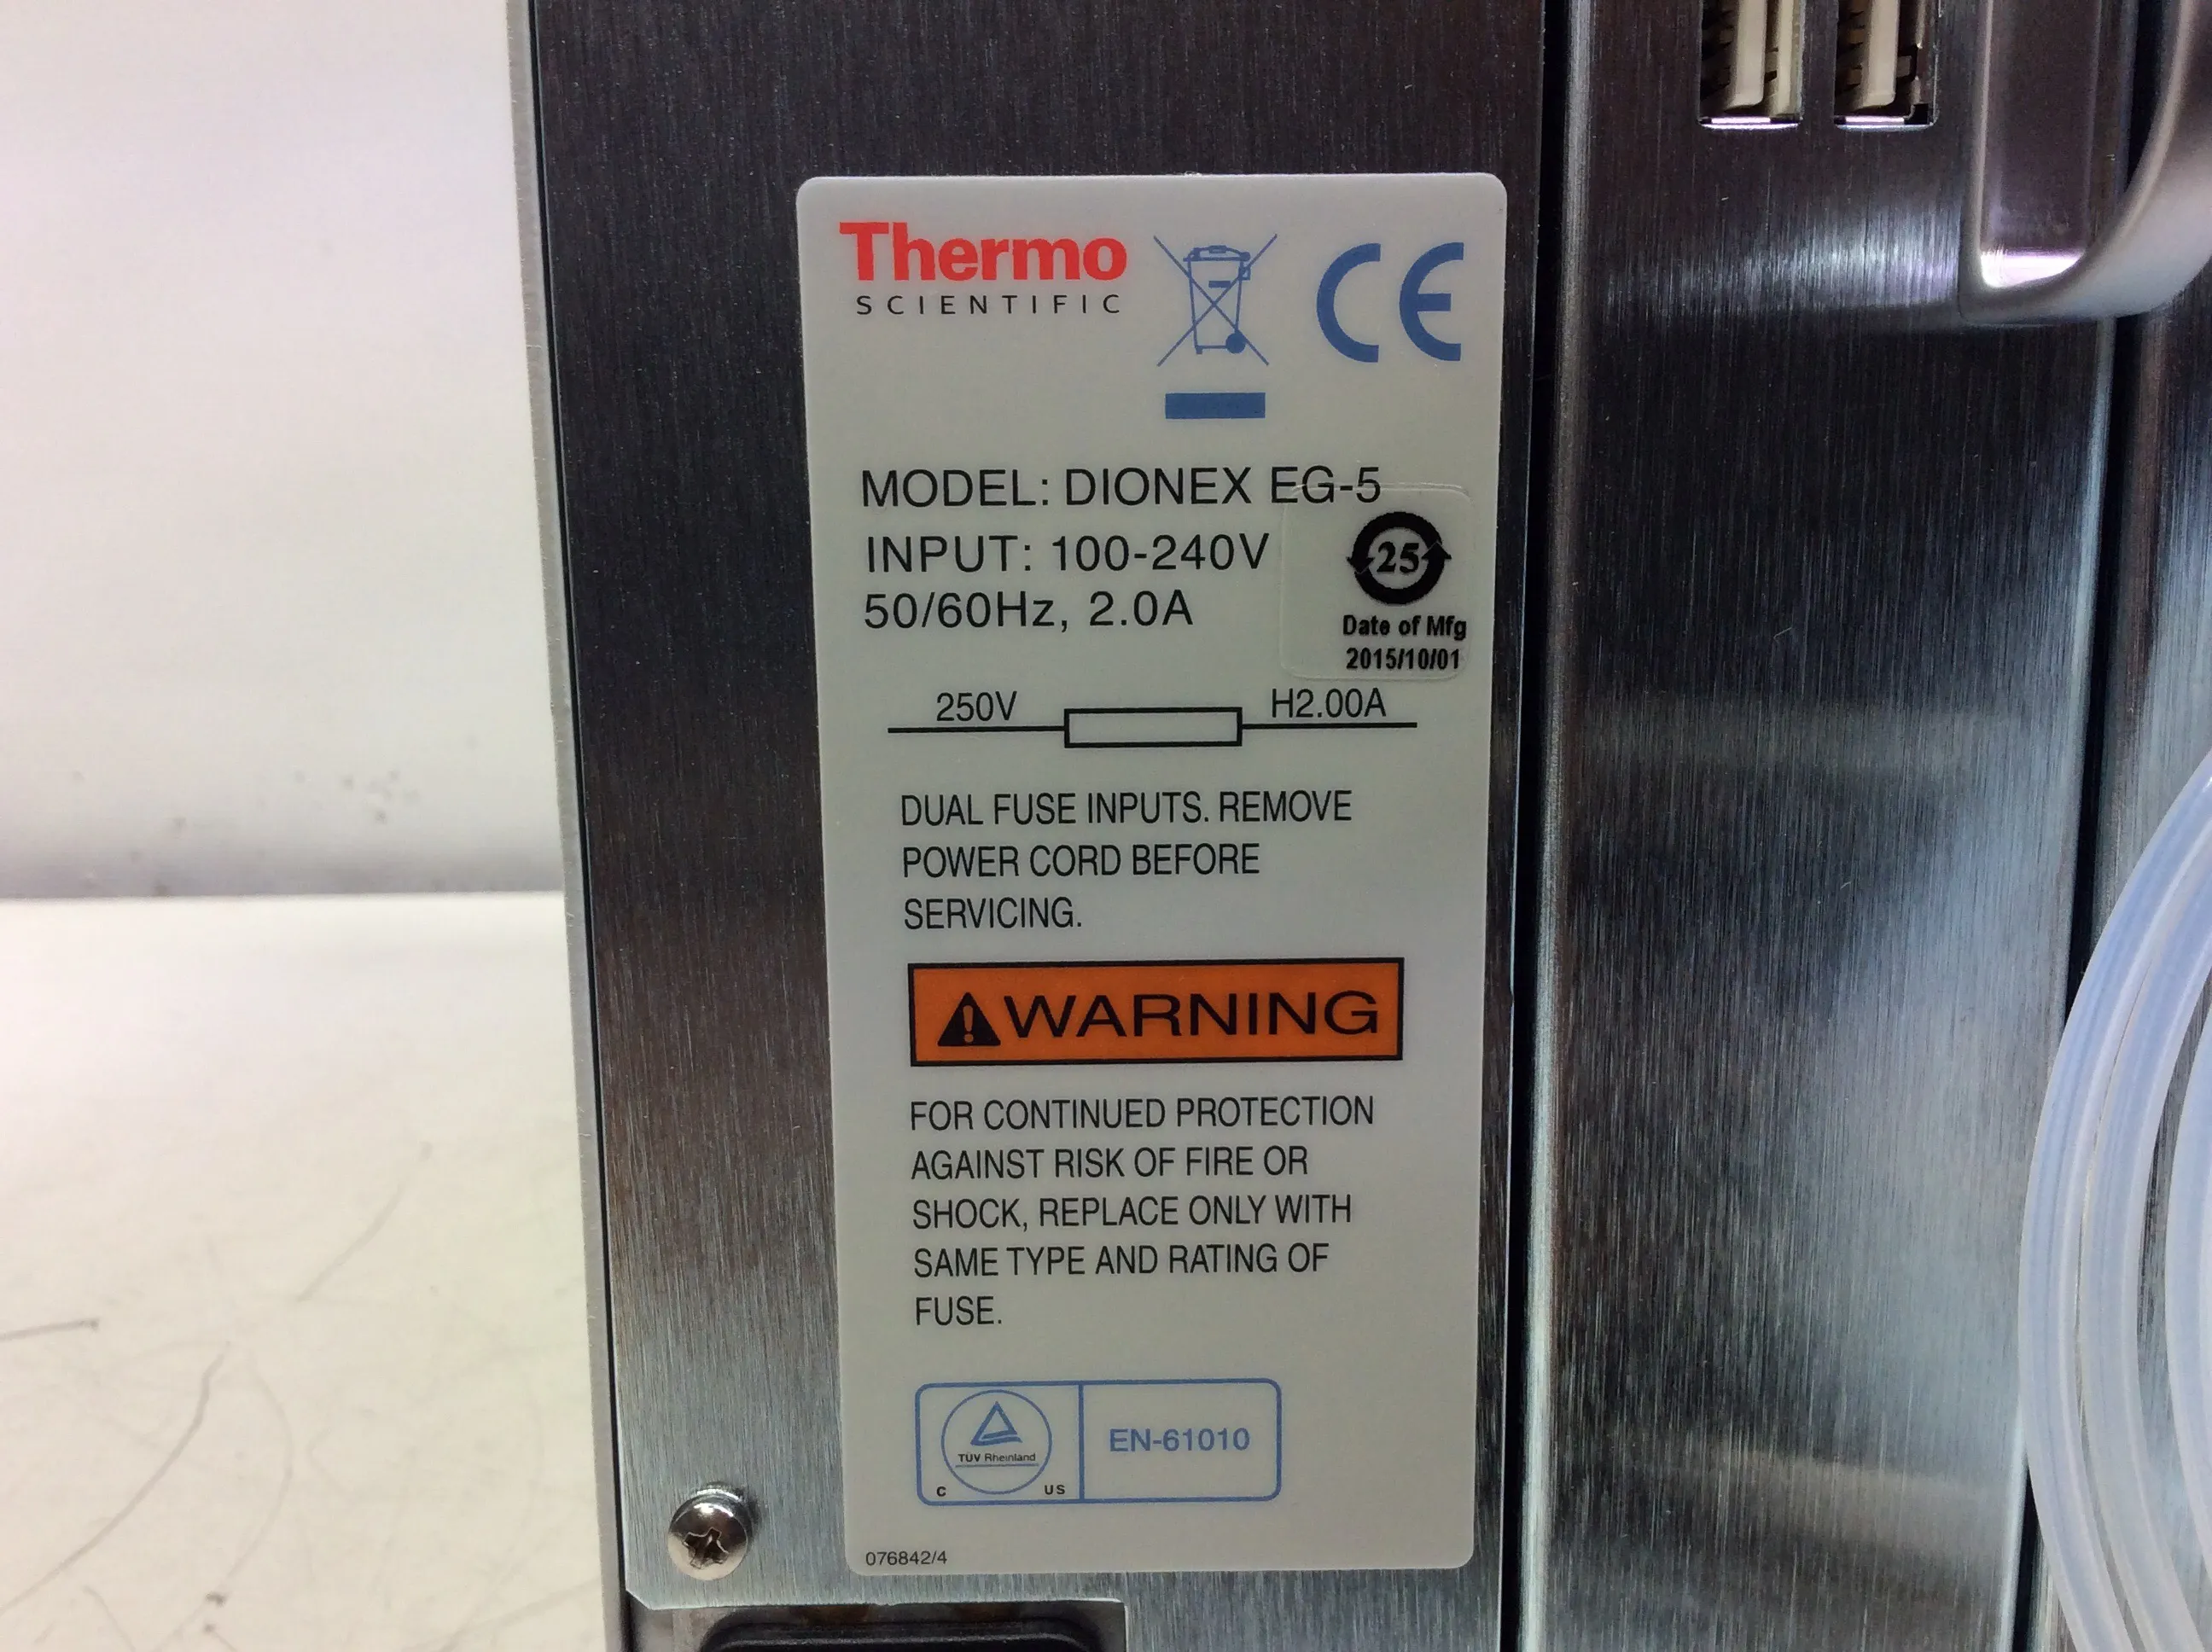 Thermo
SCIENTIFIC
CE
MODEL: DIONEX EG-5
INPUT: 100-240V
50/60Hz, 2.0A
25
Date of Mfg
2015/10/01
250V
H2.00A
DUAL FUSE INPUTS. REMOVE
POWER CORD BEFORE
SERVICING.
WARNING
FOR CONTINUED PROTECTION
AGAINST RISK OF FIRE OR
SHOCK, REPLACE ONLY WITH
SAME TYPE AND RATING OF
FUSE.
TÜV Rheinland
C US
EN-61010
076842/4